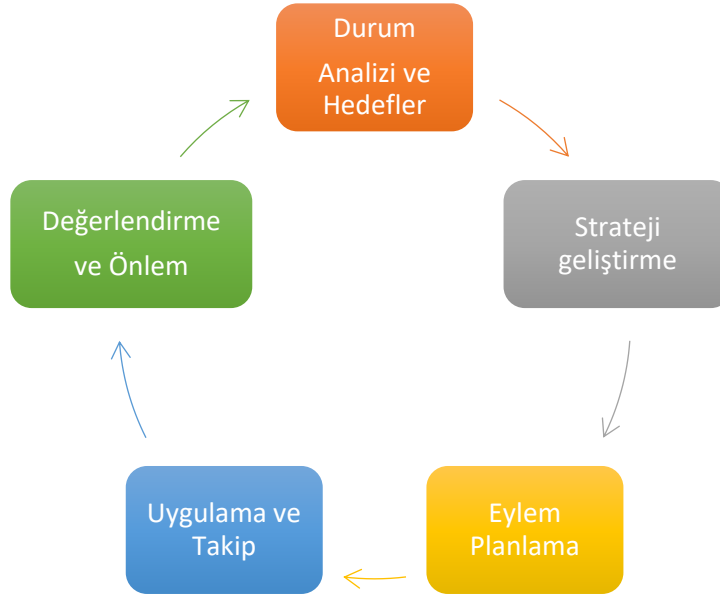 Durum
Analizi ve
Hedefler
Strateji
geliştirme
Eylem
Planlama
Uygulama ve
Takip
Değerlendirme
ve Önlem